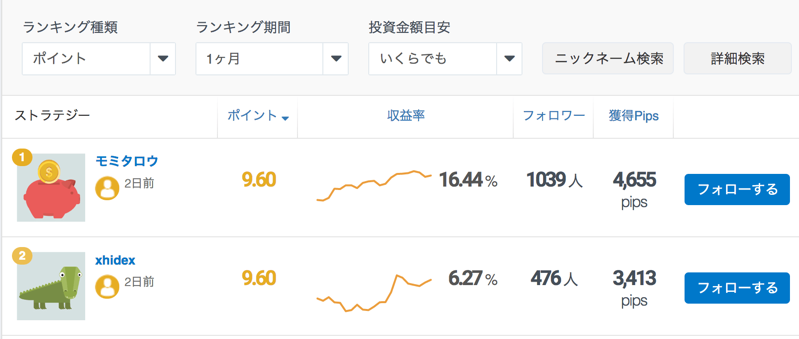 ランキング種類 ランキング期間 投資金額目安
ポイント 1ヶ月 いくらでも ニックネーム検索 詳細検索
ストラテジー ポイント 収益率 フォロワー 獲得Pips
1 モミタロウ
2日前 9.60 16.44 % 1039 人 4,655 pips フォローする
2 xhidex
2日前 9.60 6.27 % 476 人 3,413 pips フォローする